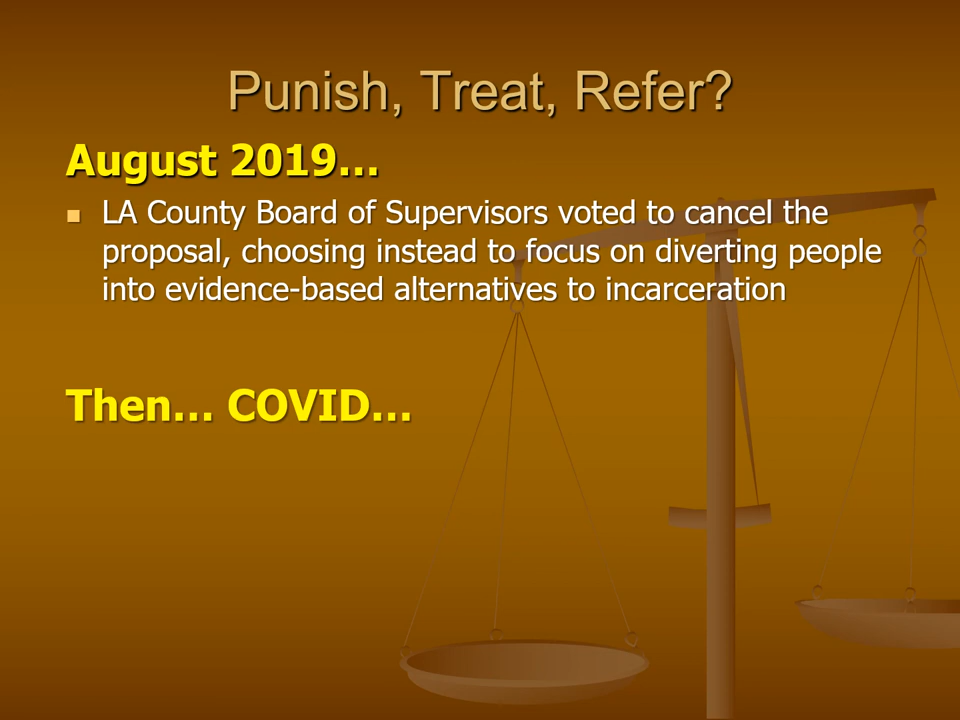 Punish, Treat, Refer?
August 2019…
LA County Board of Supervisors voted to cancel the
proposal, choosing instead to focus on diverting people
into evidence-based alternatives to incarceration
Then… COVID…